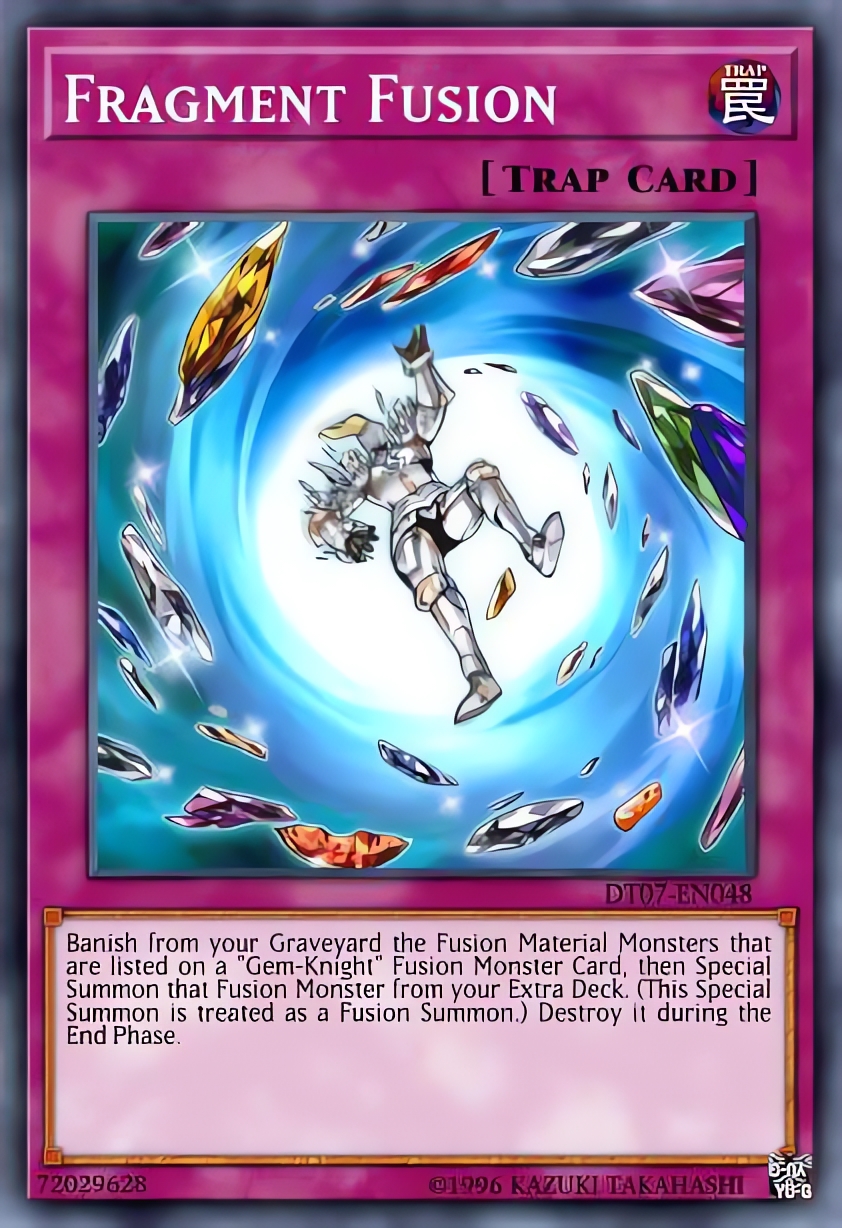 FRAGMENT FUSION
TRAP
罠
[TRAP CARD]
DT07-EN048
Banish from your Graveyard the Fusion Material Monsters that
are listed on a "Gem-Knight" Fusion Monster Card, then Special
Summon that Fusion Monster from your Extra Deck. (This Special
Summon is treated as a Fusion Summon.) Destroy it during the
End Phase.
72029628
©1996 KAZUKI TAKAHASHI